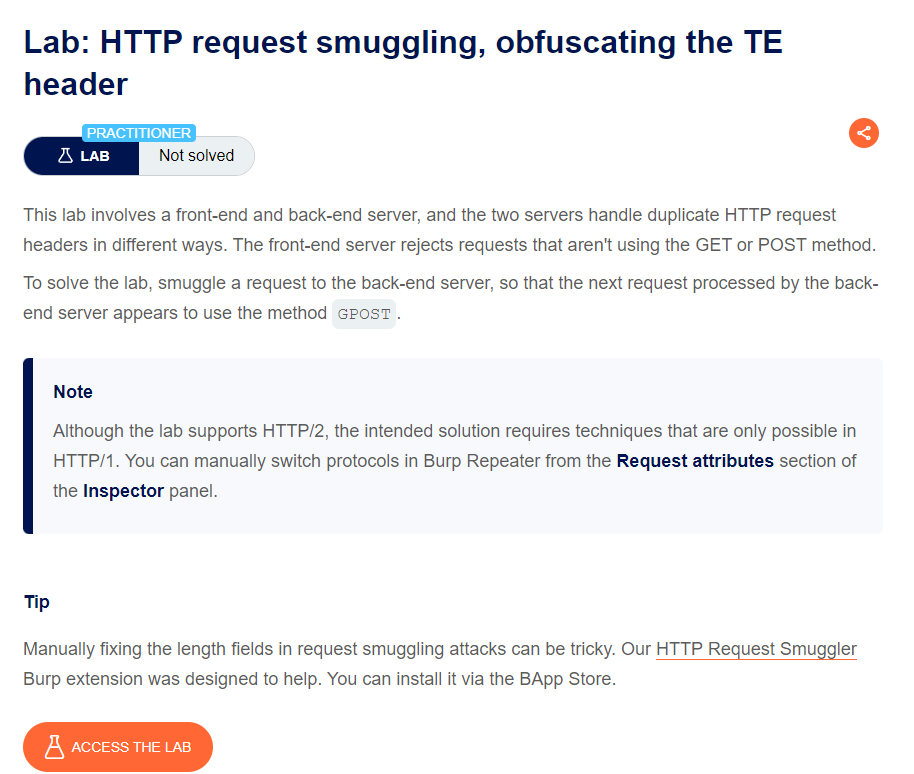 Lab: HTTP request smuggling, obfuscating the TE
header
PRACTITIONER
LAB
Not solved
This lab involves a front-end and back-end server, and the two servers handle duplicate HTTP request
headers in different ways. The front-end server rejects requests that aren't using the GET or POST method.
To solve the lab, smuggle a request to the back-end server, so that the next request processed by the back-
end server appears to use the method GPOST.
Note
Although the lab supports HTTP/2, the intended solution requires techniques that are only possible in
HTTP/1. You can manually switch protocols in Burp Repeater from the Request attributes section of
the Inspector panel.
Tip
Manually fixing the length fields in request smuggling attacks can be tricky. Our HTTP Request Smuggler
Burp extension was designed to help. You can install it via the BApp Store.
ACCESS THE LAB